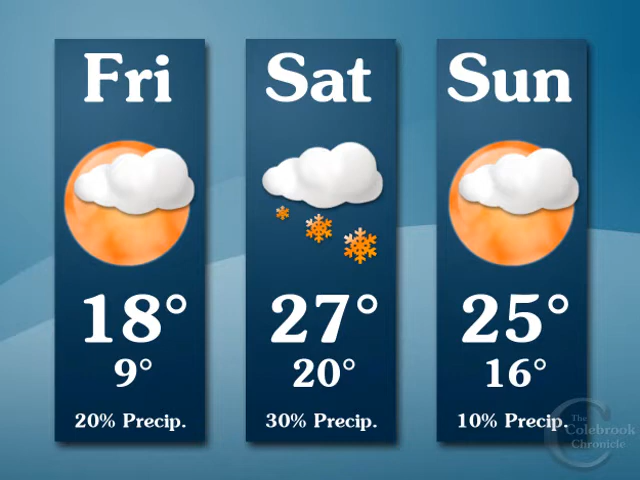 Fri
18°
9°
20% Precip.
Sat
27°
20°
30% Precip.
Sun
25°
16°
10% Precip.
The
Colebrook
Chronicle